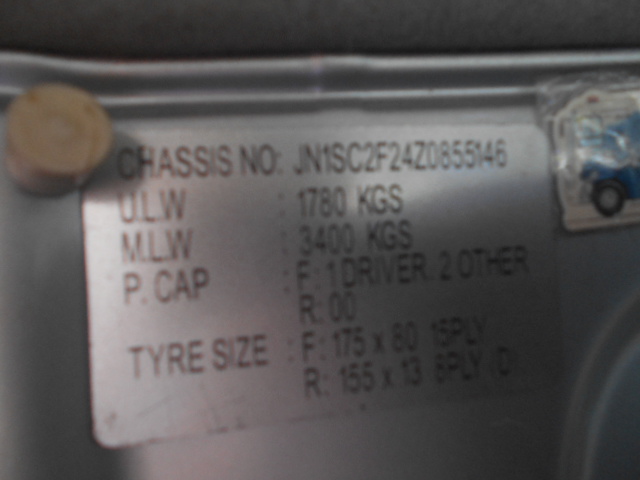 CHASSIS NO: JN1SC2F24Z0855146
U.L.W : 1780 KGS
M.L.W : 3400 KGS
P. CAP : F: 1 DRIVER. 2 OTHER
R: 00
TYRE SIZE : F: 175 x 80 15PLY
R: 155 x 13 8PLY (D)